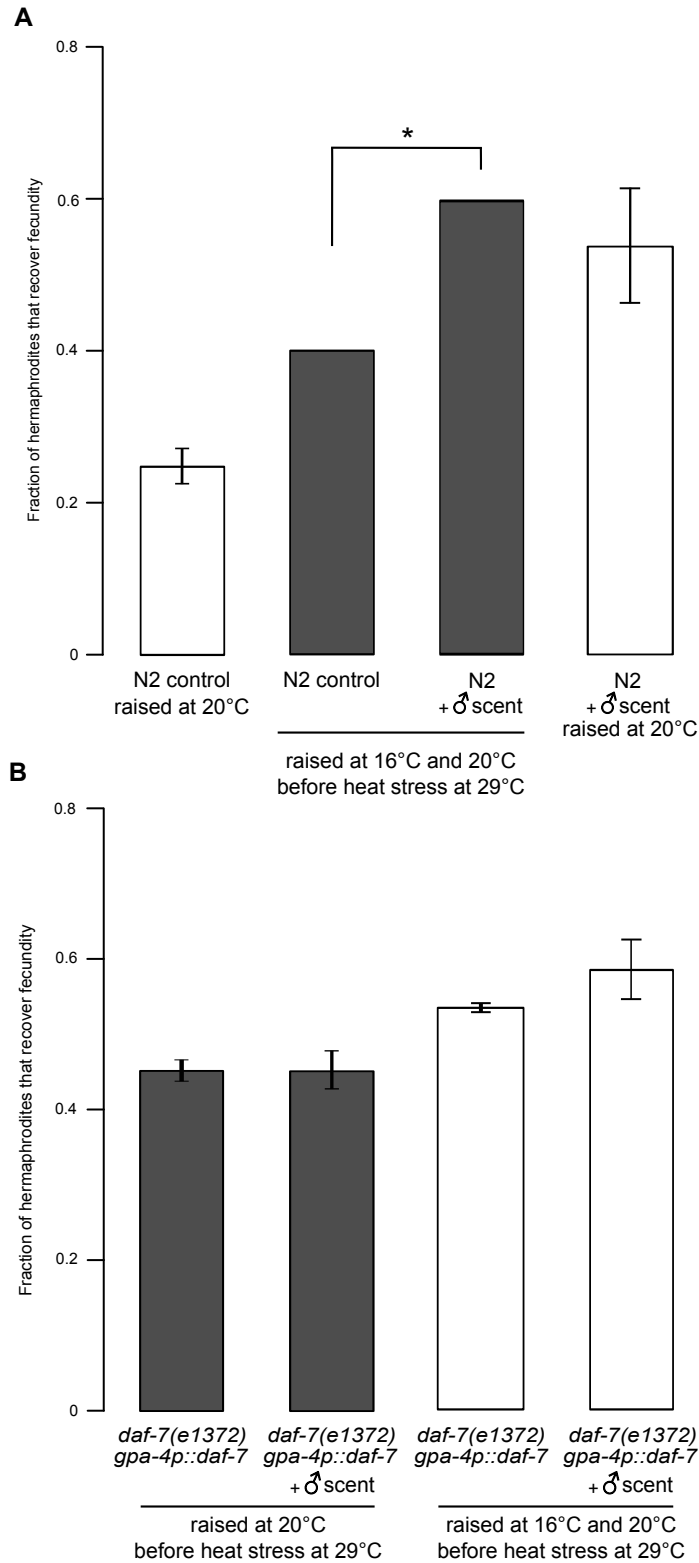 A
0.8
0.6
0.4
0.2
0
Fraction of hermaphrodites that recover fecundity
*
N2 control
raised at 20°C
N2 control
N2
+ ♂ scent
raised at 16°C and 20°C
before heat stress at 29°C
N2
+ ♂ scent
raised at 20°C
B
0.8
0.6
0.4
0.2
0
Fraction of hermaphrodites that recover fecundity
daf-7(e1372)
gpa-4p::daf-7
daf-7(e1372)
gpa-4p::daf-7
+ ♂ scent
raised at 20°C
before heat stress at 29°C
daf-7(e1372)
gpa-4p::daf-7
daf-7(e1372)
gpa-4p::daf-7
+ ♂ scent
raised at 16°C and 20°C
before heat stress at 29°C